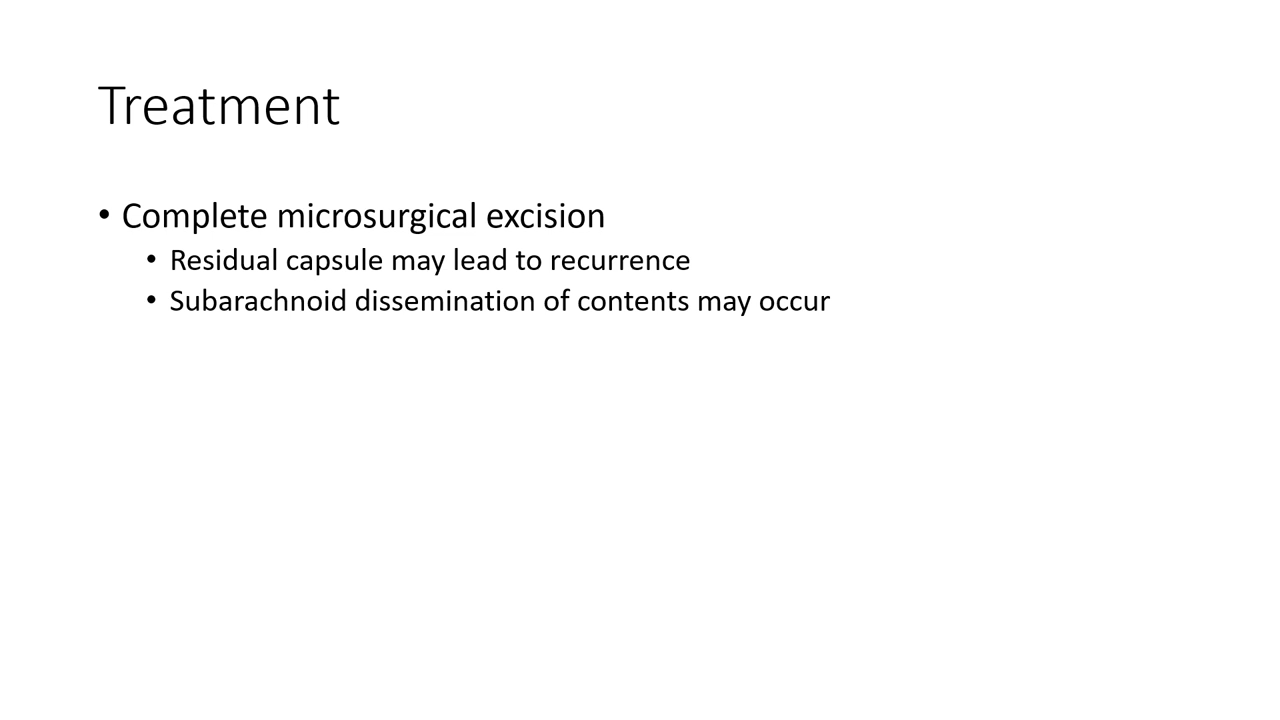 Treatment
• Complete microsurgical excision
• Residual capsule may lead to recurrence
• Subarachnoid dissemination of contents may occur